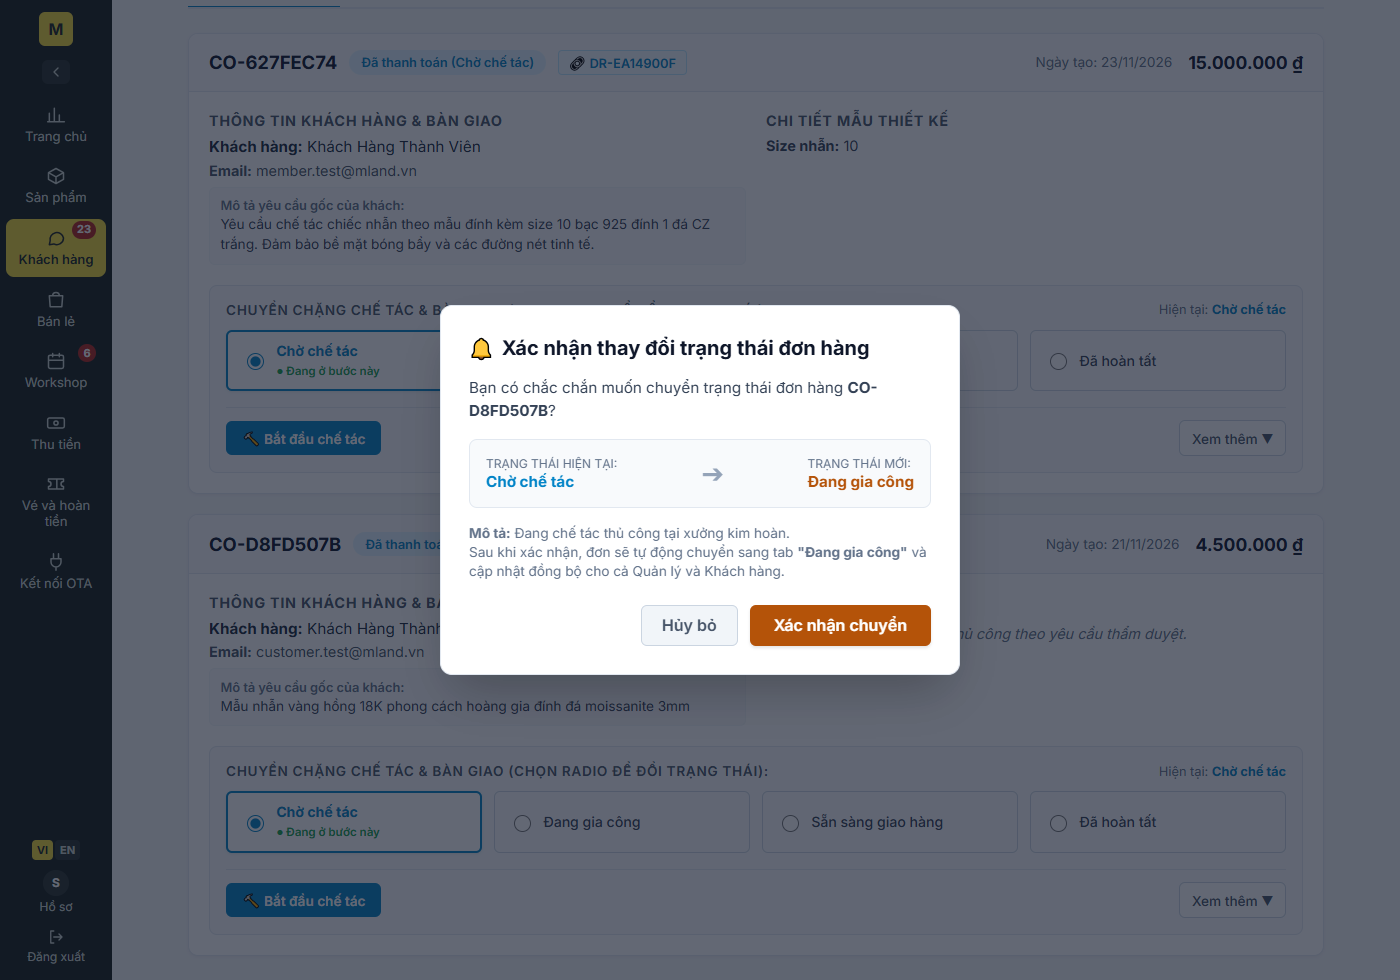 M
Trang chủ
Sản phẩm
23
Khách hàng
Bán lẻ
6
Workshop
Thu tiền
Vé và hoàn
tiền
Kết nối OTA
VI EN
S
Hồ sơ
Đăng xuất
CO-627FEC74 Đã thanh toán (Chờ chế tác) DR-EA14900F Ngày tạo: 23/11/2026 15.000.000 ₫
THÔNG TIN KHÁCH HÀNG & BÀN GIAO
Khách hàng: Khách Hàng Thành Viên
Email: member.test@mland.vn
Mô tả yêu cầu gốc của khách:
Yêu cầu chế tác chiếc nhẫn theo mẫu đính kèm size 10 bạc 925 đính 1 đá CZ
trắng. Đảm bảo bề mặt bóng bẩy và các đường nét tinh tế.
CHI TIẾT MẪU THIẾT KẾ
Size nhẫn: 10
CHUYỂN CHẶNG CHẾ TÁC & B
Hiện tại: Chờ chế tác
Chờ chế tác
● Đang ở bước này
Đã hoàn tất
🔨 Bắt đầu chế tác
Xem thêm ▼
🔔 Xác nhận thay đổi trạng thái đơn hàng
Bạn có chắc chắn muốn chuyển trạng thái đơn hàng CO-
D8FD507B?
TRẠNG THÁI HIỆN TẠI:
Chờ chế tác
➔
TRẠNG THÁI MỚI:
Đang gia công
Mô tả: Đang chế tác thủ công tại xưởng kim hoàn.
Sau khi xác nhận, đơn sẽ tự động chuyển sang tab "Đang gia công" và
cập nhật đồng bộ cho cả Quản lý và Khách hàng.
Hủy bỏ
Xác nhận chuyển
CO-D8FD507B Đã thanh toá Ngày tạo: 21/11/2026 4.500.000 ₫
THÔNG TIN KHÁCH HÀNG & BÀ
Khách hàng: Khách Hàng Thành
Email: customer.test@mland.vn
Mô tả yêu cầu gốc của khách:
Mẫu nhẫn vàng hồng 18K phong cách hoàng gia đính đá moissanite 3mm
hủ công theo yêu cầu thẩm duyệt.
CHUYỂN CHẶNG CHẾ TÁC & BÀN GIAO (CHỌN RADIO ĐỂ ĐỔI TRẠNG THÁI):
Hiện tại: Chờ chế tác
Chờ chế tác
● Đang ở bước này
Đang gia công
Sẵn sàng giao hàng
Đã hoàn tất
🔨 Bắt đầu chế tác
Xem thêm ▼